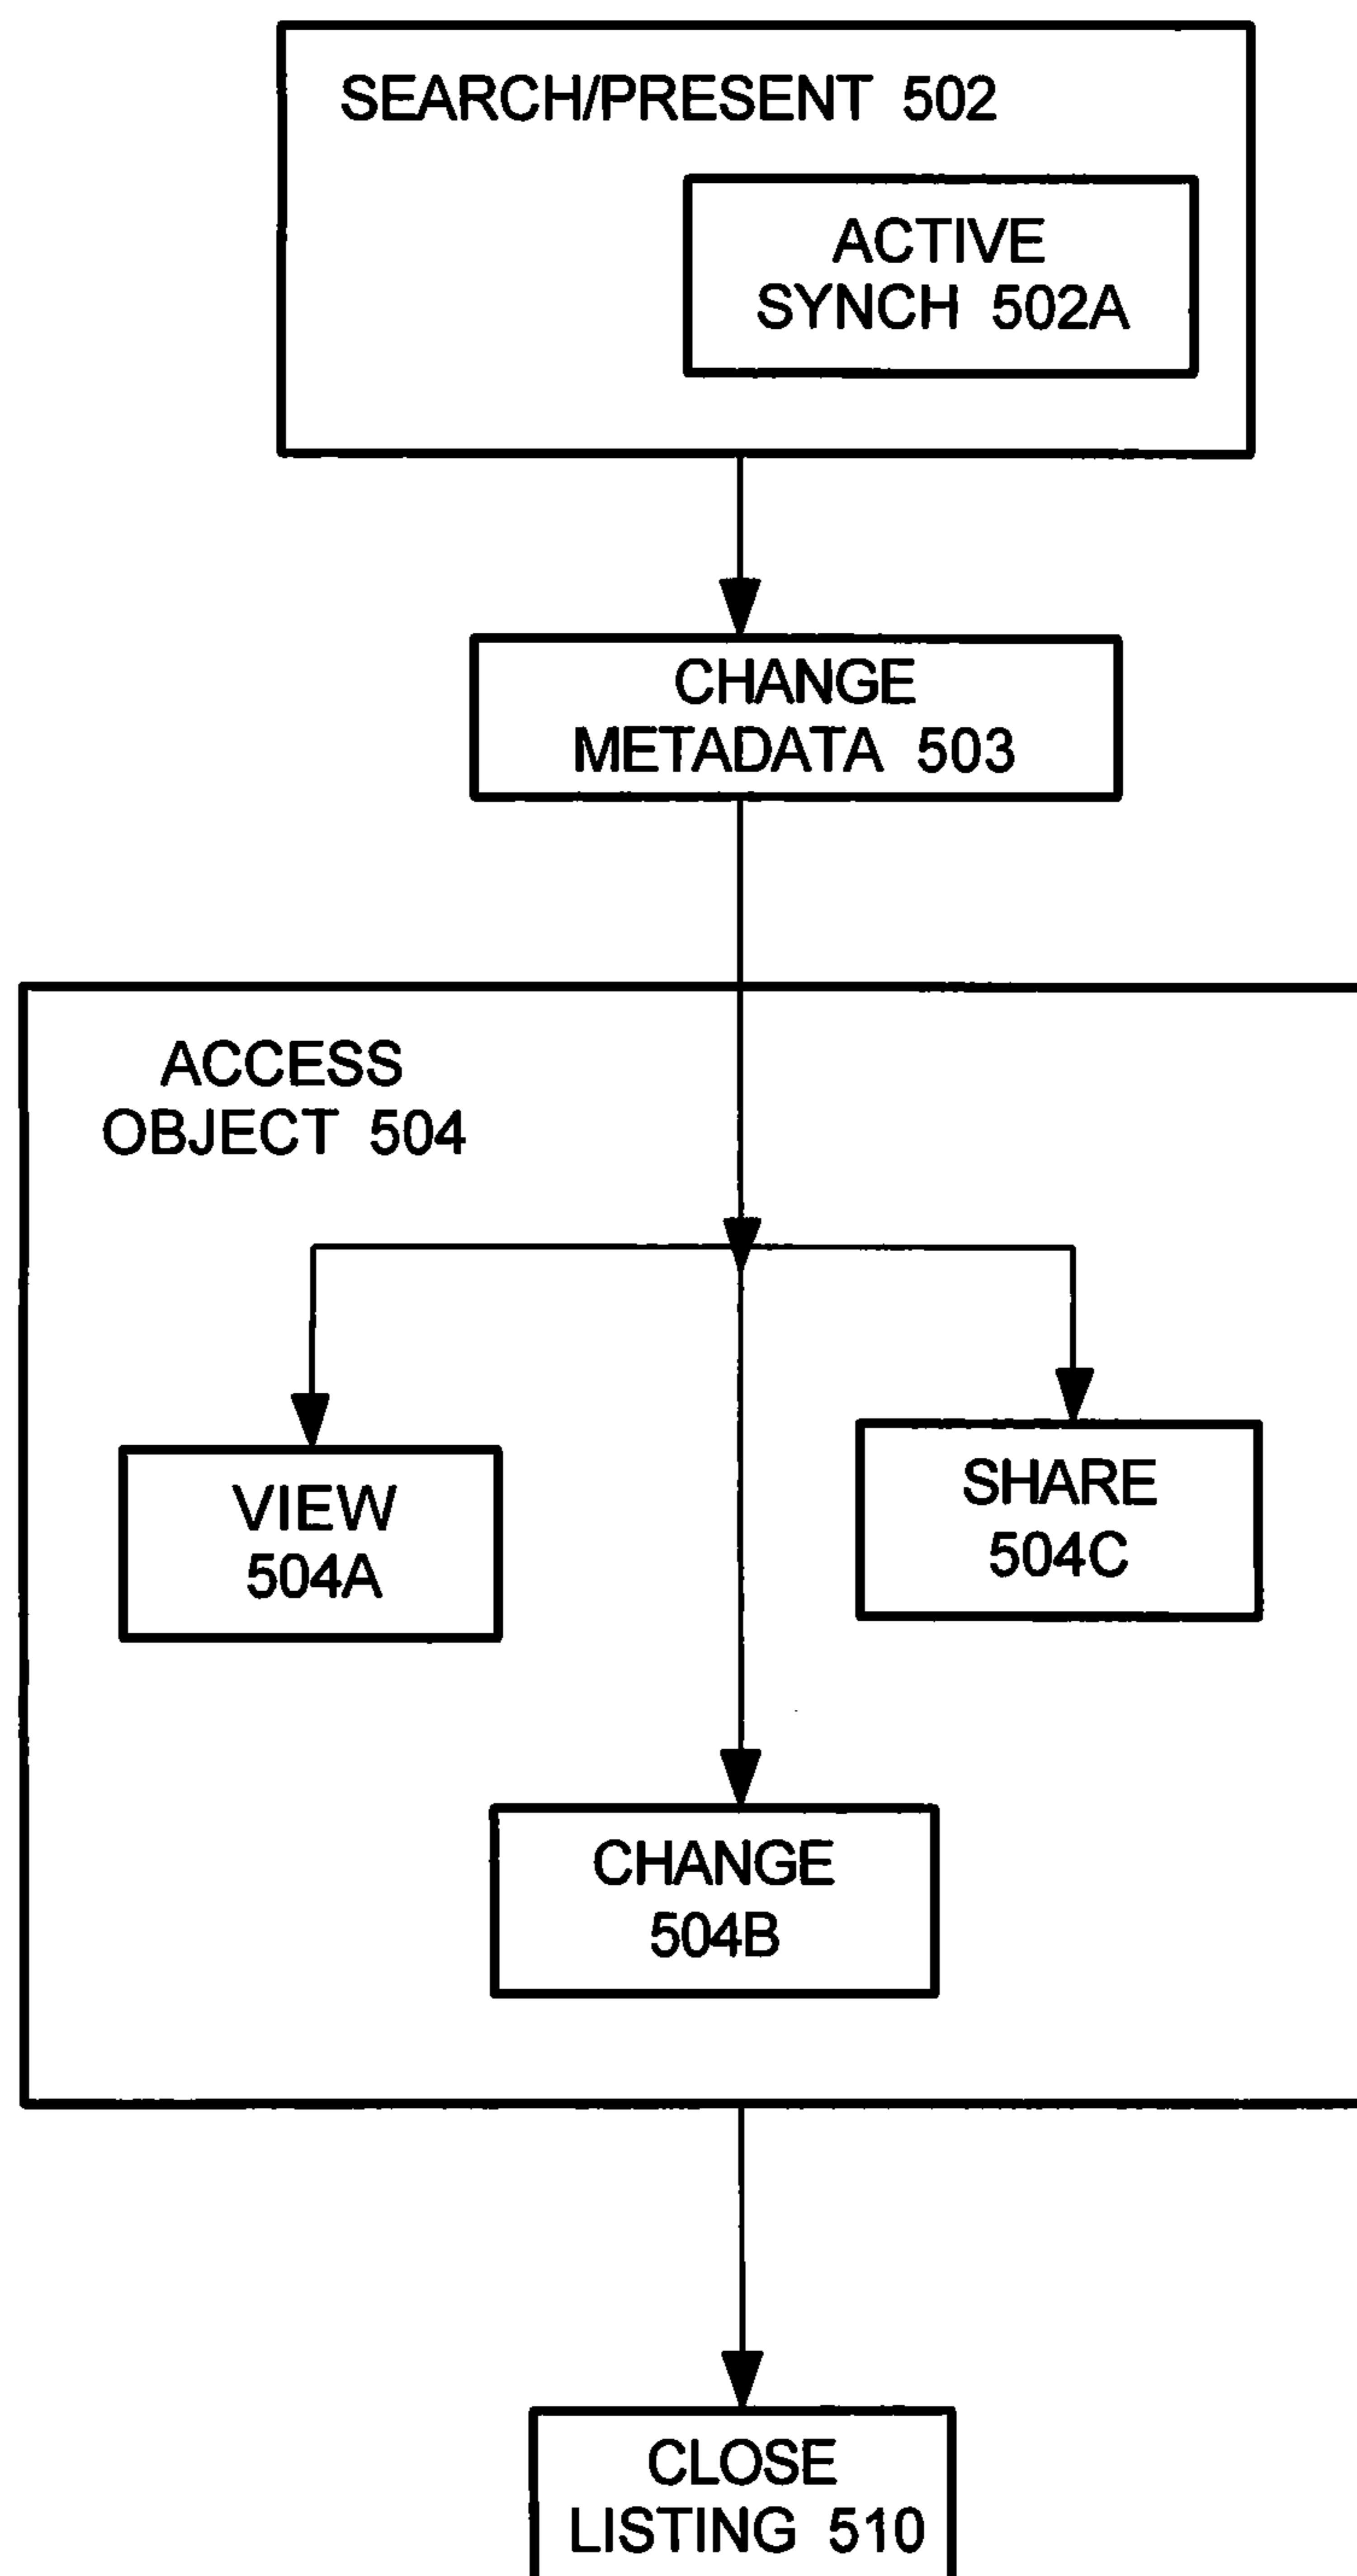 SEARCH/PRESENT 502
ACTIVE
SYNCH 502A
CHANGE
METADATA 503
ACCESS
OBJECT 504
VIEW
504A
SHARE
504C
CHANGE
504B
CLOSE
LISTING 510